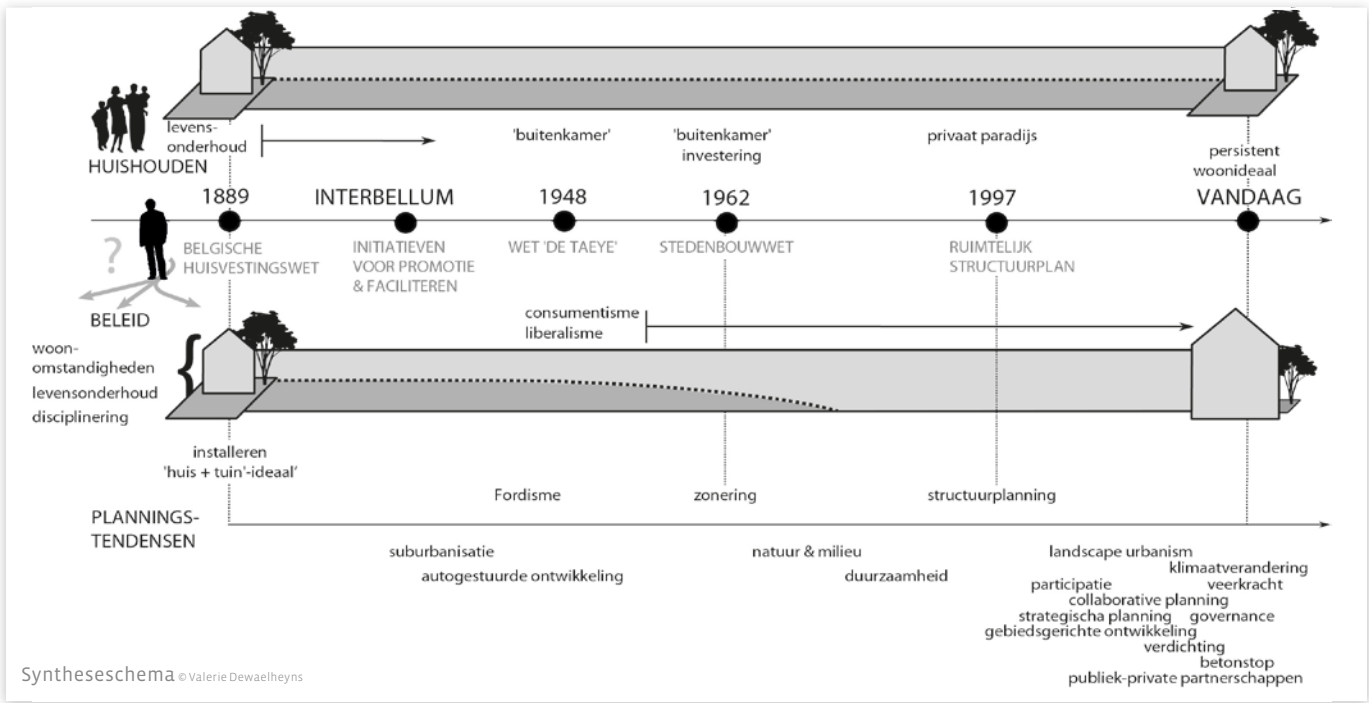 levens-
onderhoud
'buitenkamer'
'buitenkamer'
investering
privaat paradijs
persistent
woonideaal
HUISHOUDEN
1889
INTERBELLUM
1948
1962
1997
VANDAAG
?
BELGISCHE
HUISVESTINGSWET
INITIATIEVEN
VOOR PROMOTIE
& FACILITEREN
WET 'DE TAEYE'
STEDENBOUWWET
RUIMTELIJK
STRUCTUURPLAN
BELEID
consumentisme
liberalisme
woon-
omstandigheden
levensonderhoud
disciplinering
{
installeren
'huis + tuin'-ideaal'
Fordisme
zonering
structuurplanning
PLANNINGS-
TENDENSEN
suburbanisatie
autogestuurde ontwikkeling
natuur & milieu
duurzaamheid
landscape urbanism
klimaatverandering
participatie
veerkracht
collaborative planning
strategischa planning
governance
gebiedsgerichte ontwikkeling
verdichting
betonstop
publiek-private partnerschappen
Syntheseschema © Valerie Dewaelheyns